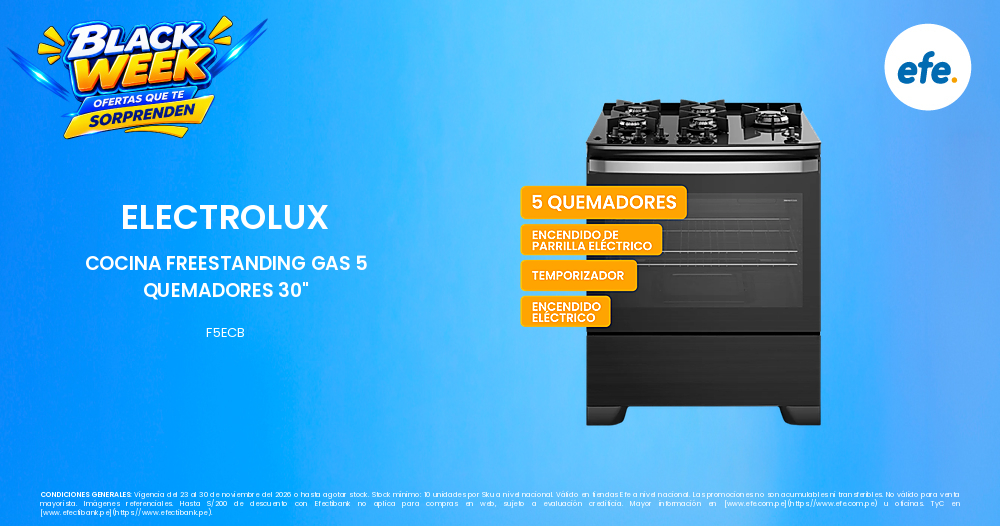 BLACK
WEEK
OFERTAS QUE TE
SORPRENDEN
efe.
ELECTROLUX
COCINA FREESTANDING GAS 5
QUEMADORES 30"
F5ECB
5 QUEMADORES
ENCENDIDO DE
PARRILLA ELÉCTRICO
TEMPORIZADOR
ENCENDIDO
ELÉCTRICO
CONDICIONES GENERALES: Vigencia del 23 al 30 de noviembre del 2026 o hasta agotar stock. Stock mínimo: 10 unidades por Sku a nivel nacional. Válido en tiendas Efe a nivel nacional. Las promociones no son acumulables ni transferibles. No válido para venta
mayorista. Imágenes referenciales. Hasta S/200 de descuento con Efectibank no aplica para compras en web, sujeto a evaluación crediticia. Mayor información en [www.efe.com.pe](https://www.efe.com.pe) u oficinas. TyC en
[www.efectibank.pe](https://www.efectibank.pe).